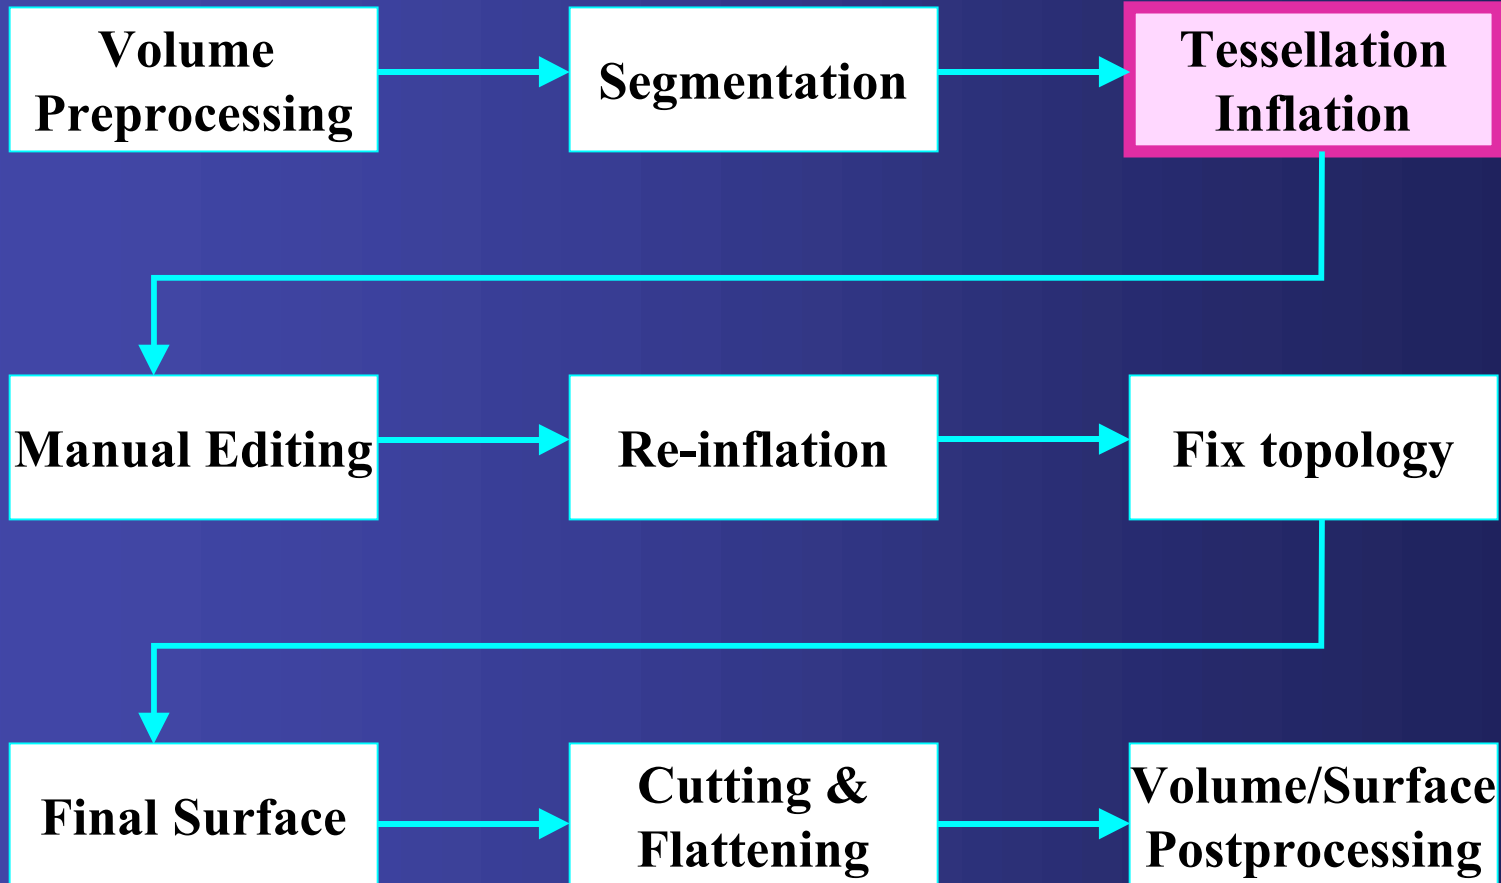 Volume
Preprocessing
Segmentation
Tessellation
Inflation
Manual Editing
Re-inflation
Fix topology
Final Surface
Cutting &
Flattening
Volume/Surface
Postprocessing